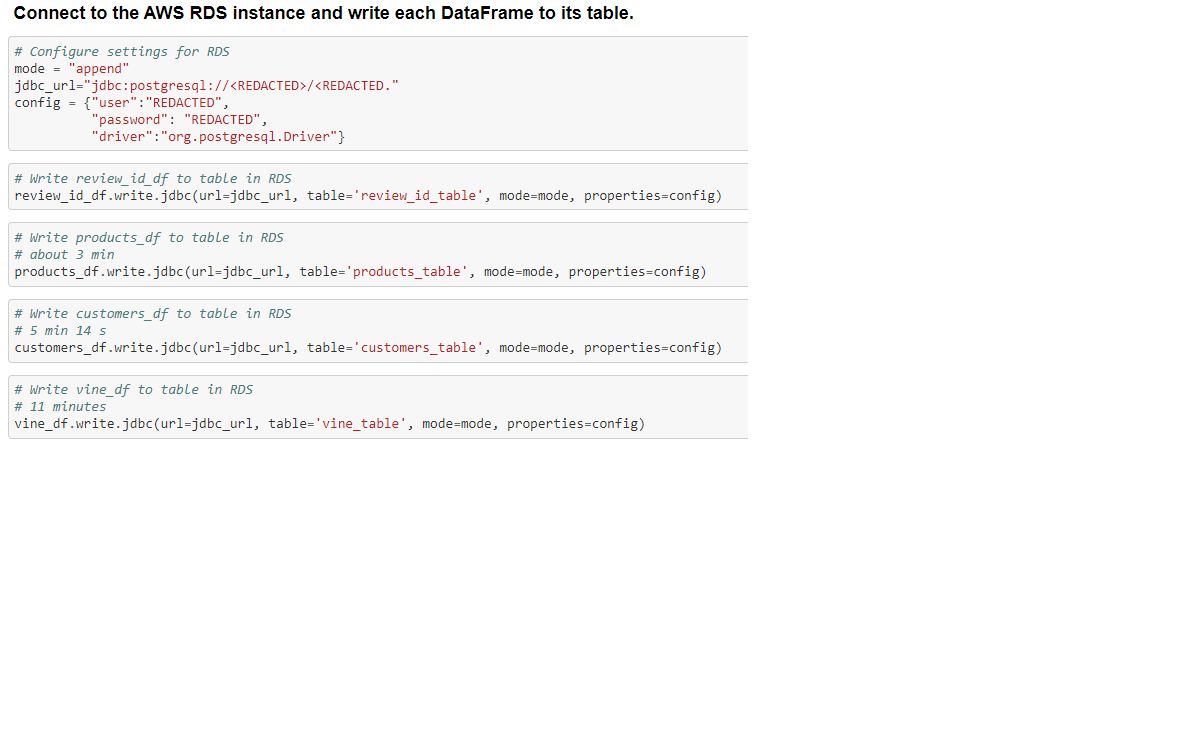 Connect to the AWS RDS instance and write each DataFrame to its table.
# Configure settings for RDS
mode = "append"
jdbc_url="jdbc:postgresql://<REDACTED>/<REDACTED."
config = {"user":"REDACTED",
          "password": "REDACTED",
          "driver":"org.postgresql.Driver"}
# Write review_id_df to table in RDS
review_id_df.write.jdbc(url=jdbc_url, table='review_id_table', mode=mode, properties=config)
# Write products_df to table in RDS
# about 3 min
products_df.write.jdbc(url=jdbc_url, table='products_table', mode=mode, properties=config)
# Write customers_df to table in RDS
# 5 min 14 s
customers_df.write.jdbc(url=jdbc_url, table='customers_table', mode=mode, properties=config)
# Write vine_df to table in RDS
# 11 minutes
vine_df.write.jdbc(url=jdbc_url, table='vine_table', mode=mode, properties=config)